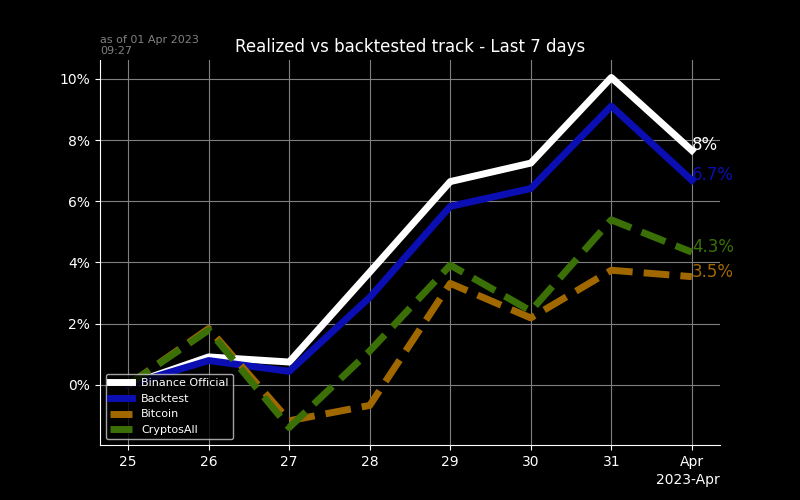 as of 01 Apr 2023
09:27
Realized vs backtested track - Last 7 days
10%
8%
6%
4%
2%
0%
8%
6.7%
4.3%
3.5%
Binance Official
Backtest
Bitcoin
CryptosAll
25 26 27 28 29 30 31 Apr
2023-Apr